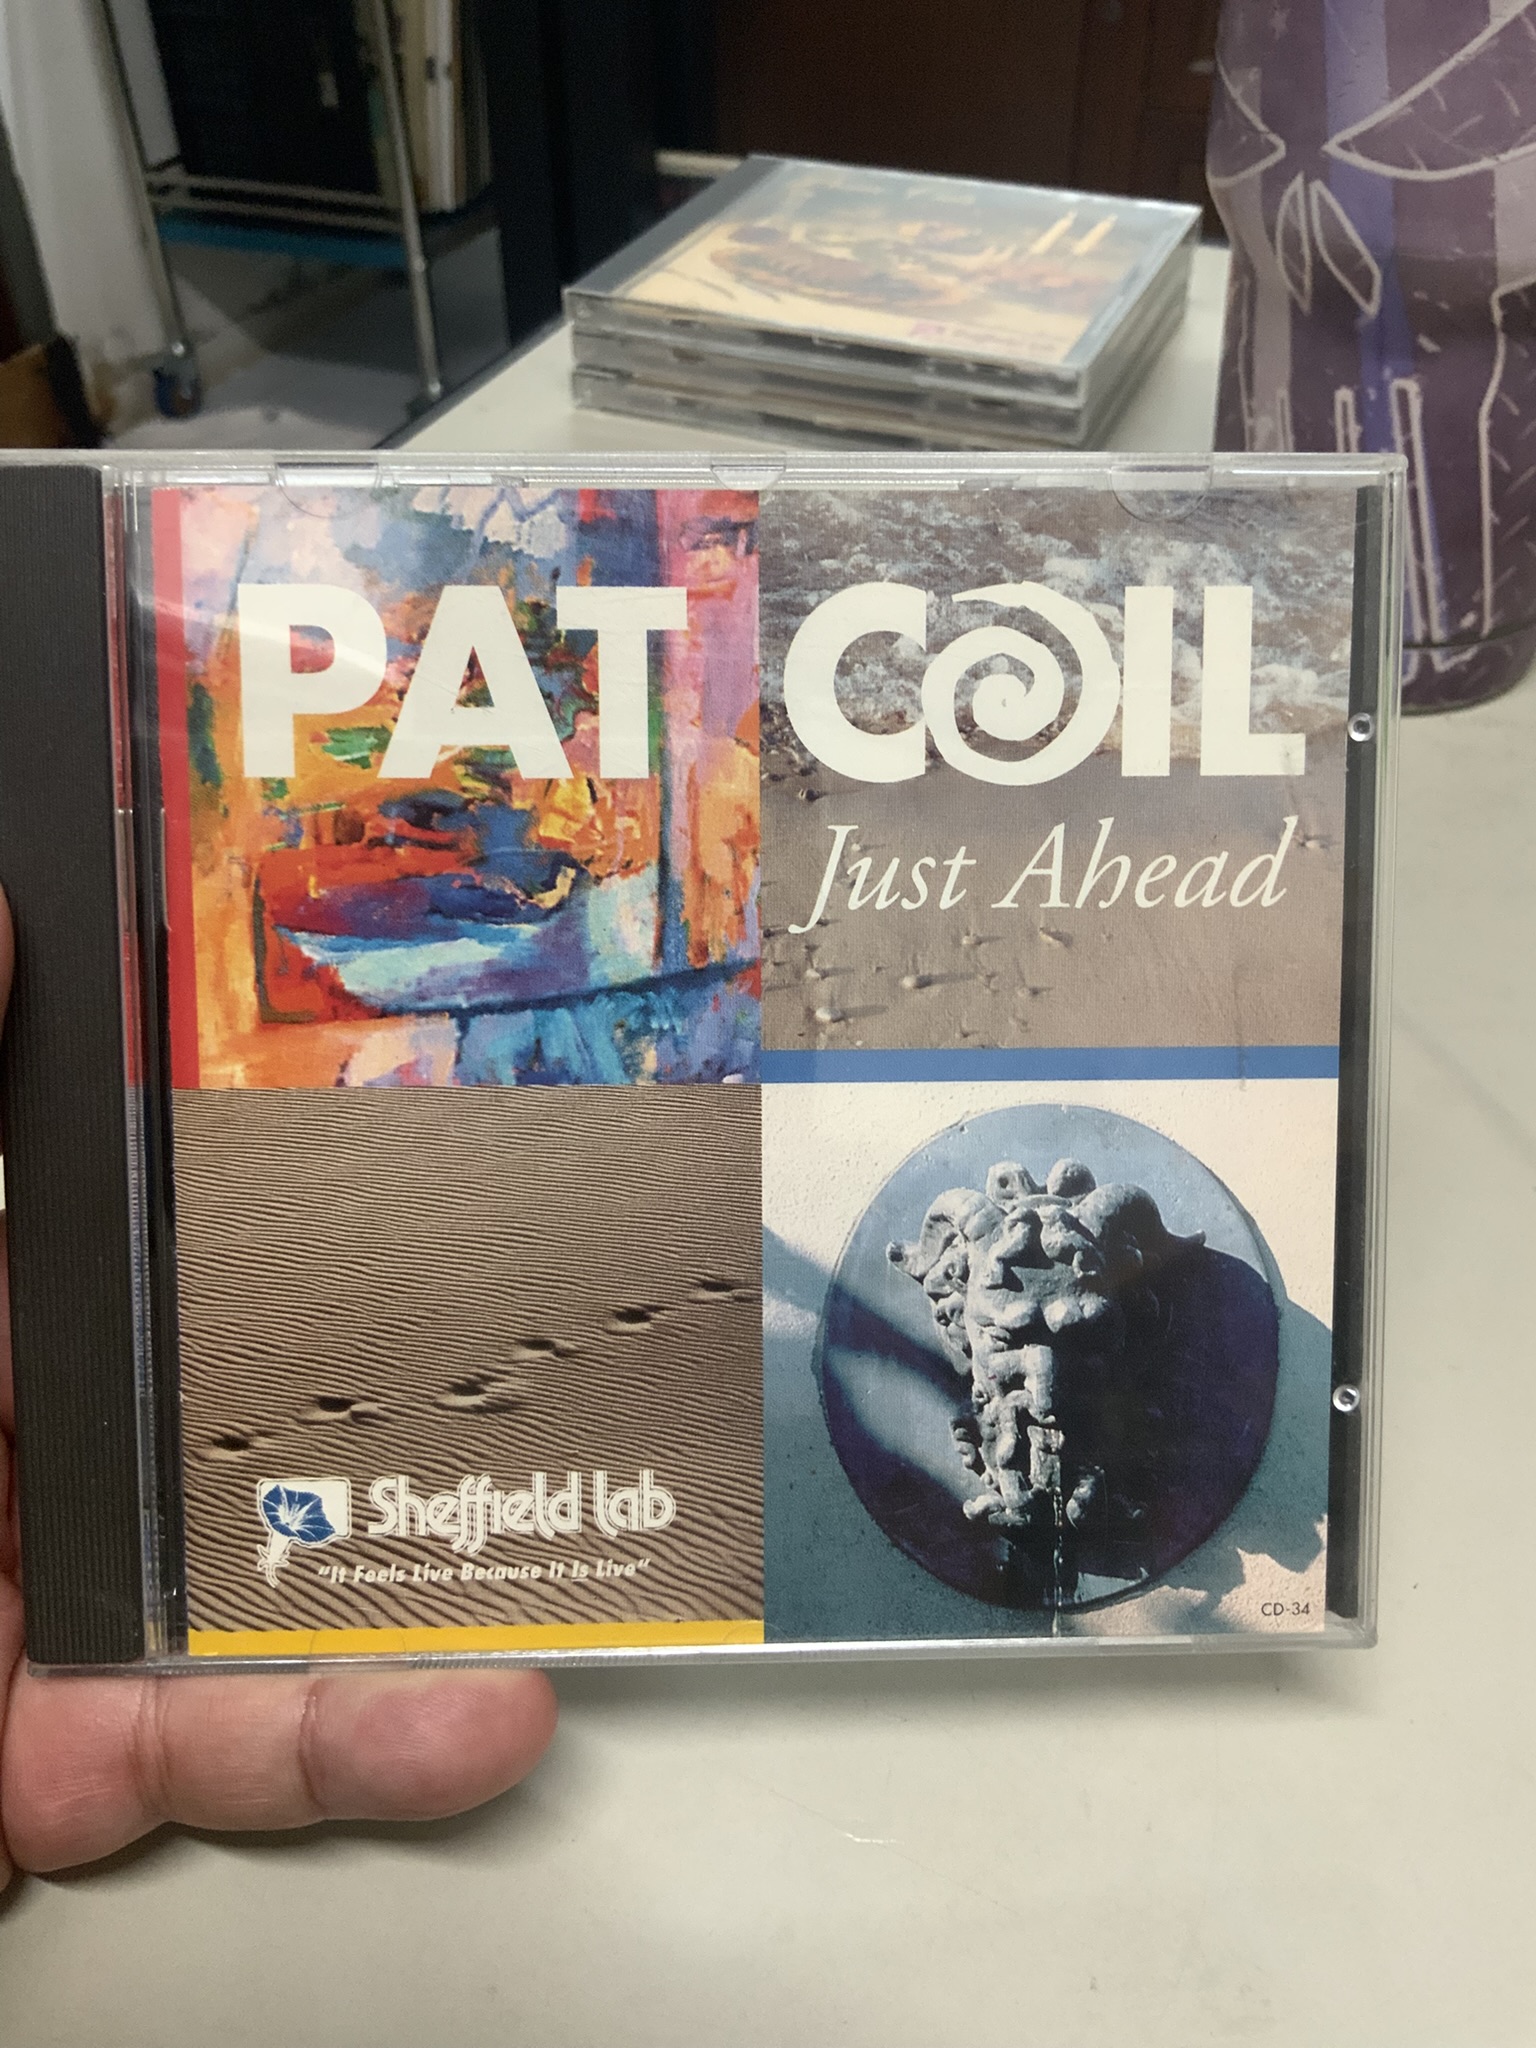 PAT COIL
Just Ahead
Sheffield lab
"It Feels Live Because It Is Live"
CD-34